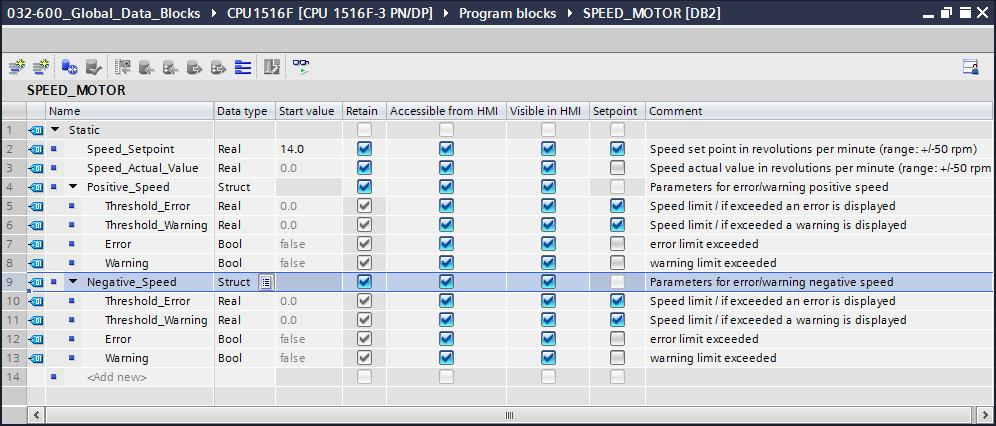 032-600_Global_Data_Blocks CPU1516F [CPU 1516F-3 PN/DP] Program blocks SPEED_MOTOR [DB2]
SPEED_MOTOR
Name Data type Start value Retain Accessible from HMI Visible in HMI Setpoint Comment
1 Static
2 Speed_Setpoint Real 14.0 Speed set point in revolutions per minute (range: +/-50 rpm)
3 Speed_Actual_Value Real 0.0 Speed actual value in revolutions per minute (range: +/-50 rpm
4 Positive_Speed Struct Parameters for error/warning positive speed
5 Threshold_Error Real 0.0 Speed limit / if exceeded an error is displayed
6 Threshold_Warning Real 0.0 Speed limit / if exceeded a warning is displayed
7 Error Bool false error limit exceeded
8 Warning Bool false warning limit exceeded
9 Negative_Speed Struct Parameters for error/warning negative speed
10 Threshold_Error Real 0.0 Speed limit / if exceeded an error is displayed
11 Threshold_Warning Real 0.0 Speed limit / if exceeded a warning is displayed
12 Error Bool false error limit exceeded
13 Warning Bool false warning limit exceeded
14 <Add new>